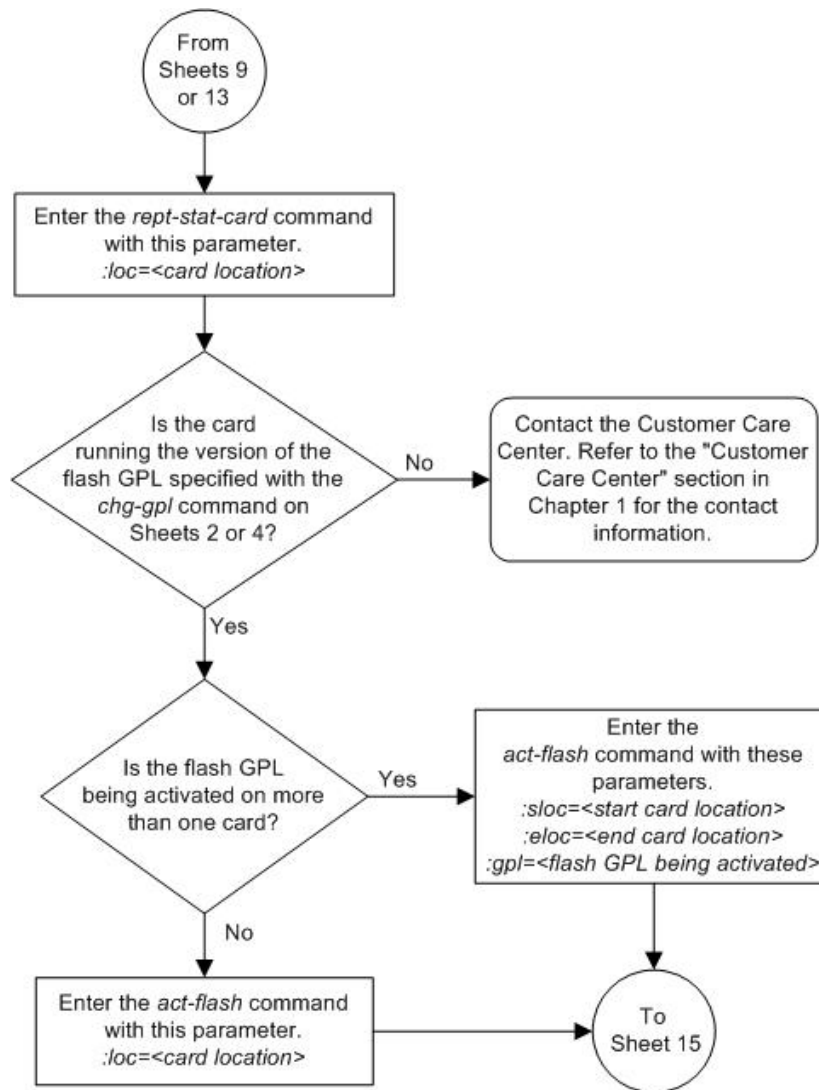 From
Sheets 9
or 13
Enter the rept-stat-card command
with this parameter.
:loc=<card location>
Is the card
running the version of the
flash GPL specified with the
chg-gpl command on
Sheets 2 or 4?
No
Contact the Customer Care
Center. Refer to the "Customer
Care Center" section in
Chapter 1 for the contact
information.
Yes
Is the flash GPL
being activated on more
than one card?
Yes
Enter the
act-flash command with these
parameters.
:sloc=<start card location>
:eloc=<end card location>
:gpl=<flash GPL being activated>
No
Enter the act-flash command
with this parameter.
:loc=<card location>
To
Sheet 15